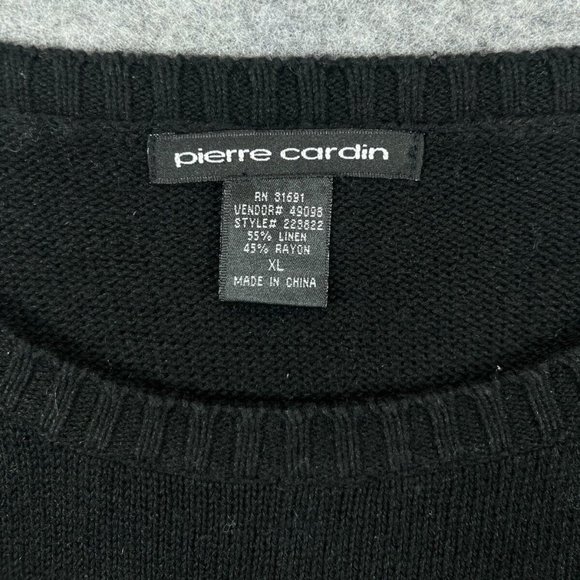 pierre cardin
RN 31691
VENDOR# 49098
STYLE# 223822
55% LINEN
45% RAYON
XL
MADE IN CHINA